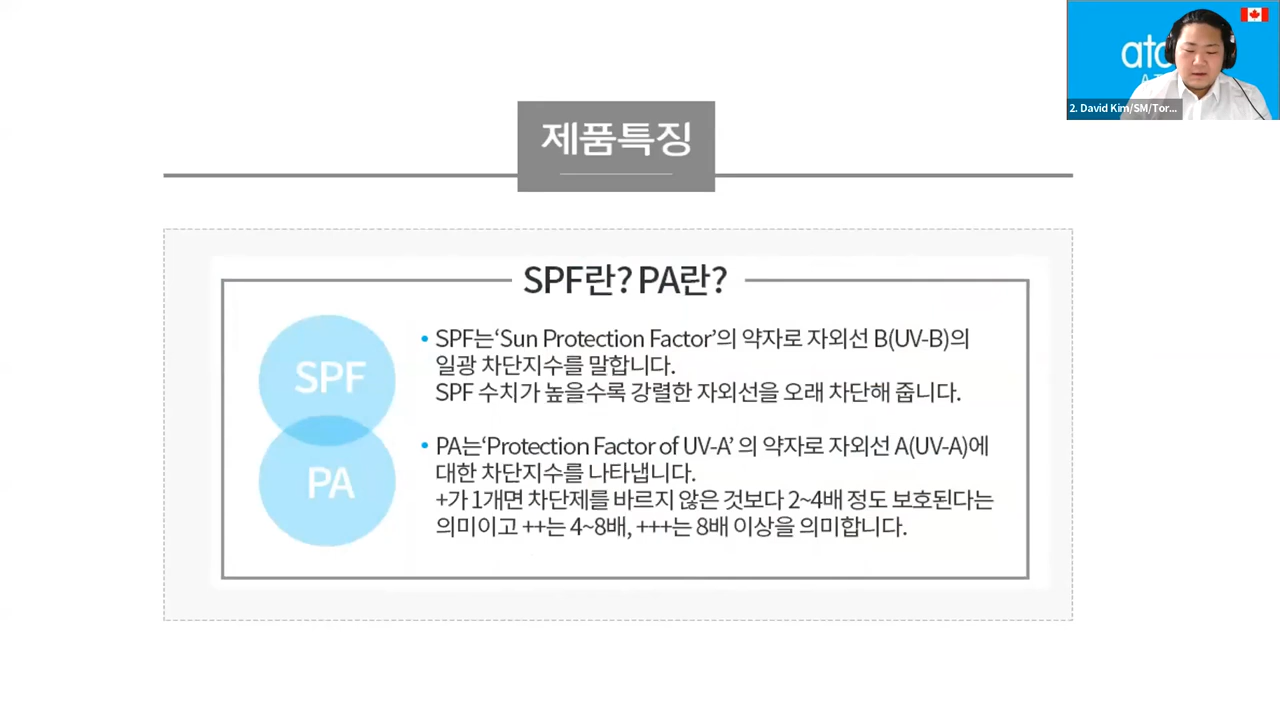 ato
2. David Kim/SM/Tor...
제품특징
SPF란? PA란?
SPF
PA
• SPF는‘Sun Protection Factor’의 약자로 자외선 B(UV-B)의
일광 차단지수를 말합니다.
SPF 수치가 높을수록 강렬한 자외선을 오래 차단해 줍니다.
• PA는‘Protection Factor of UV-A’ 의 약자로 자외선 A(UV-A)에
대한 차단지수를 나타냅니다.
+가 1개면 차단제를 바르지 않은 것보다 2~4배 정도 보호된다는
의미이고 ++는 4~8배, +++는 8배 이상을 의미합니다.